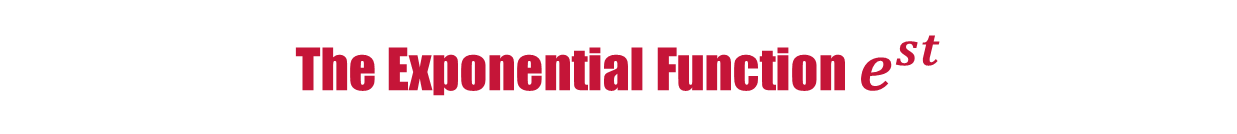 The Exponential Function $e^{st}$